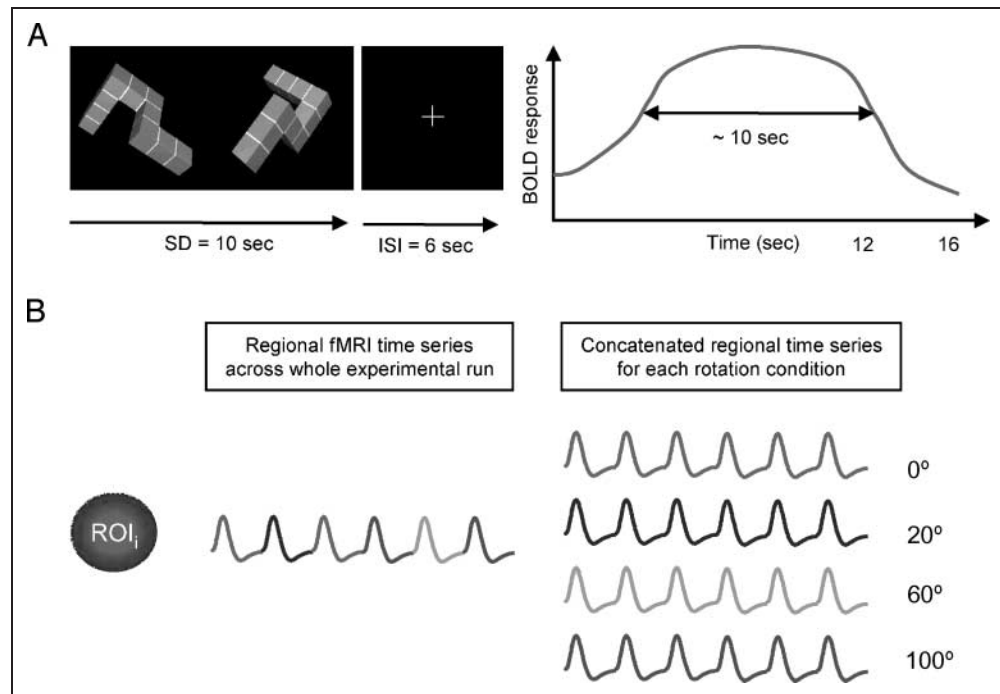 A
SD = 10 sec
ISI = 6 sec
BOLD response
~ 10 sec
Time (sec)
12
16
B
Regional fMRI time series
across whole experimental run
Concatenated regional time series
for each rotation condition
ROIi
0º
20º
60º
100º